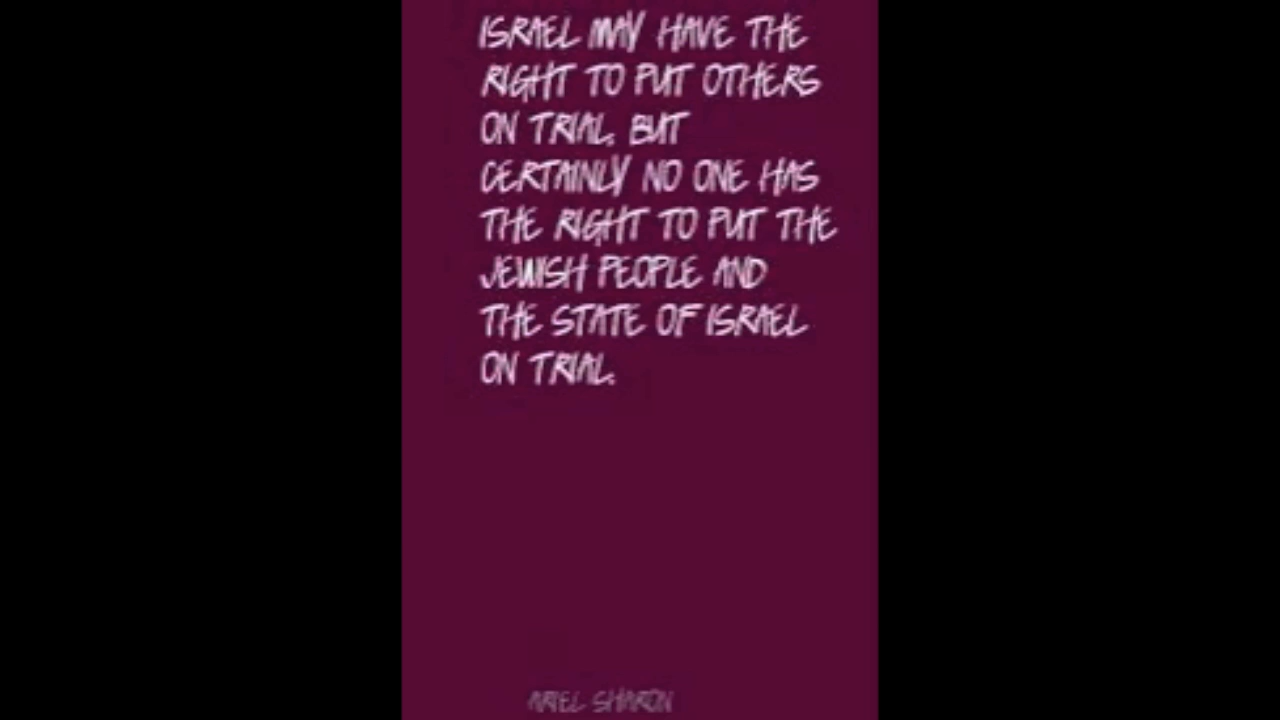 ISRAEL MAY HAVE THE
RIGHT TO PUT OTHERS
ON TRIAL, BUT
CERTAINLY NO ONE HAS
THE RIGHT TO PUT THE
JEWISH PEOPLE AND
THE STATE OF ISRAEL
ON TRIAL.
ARIEL SHARON